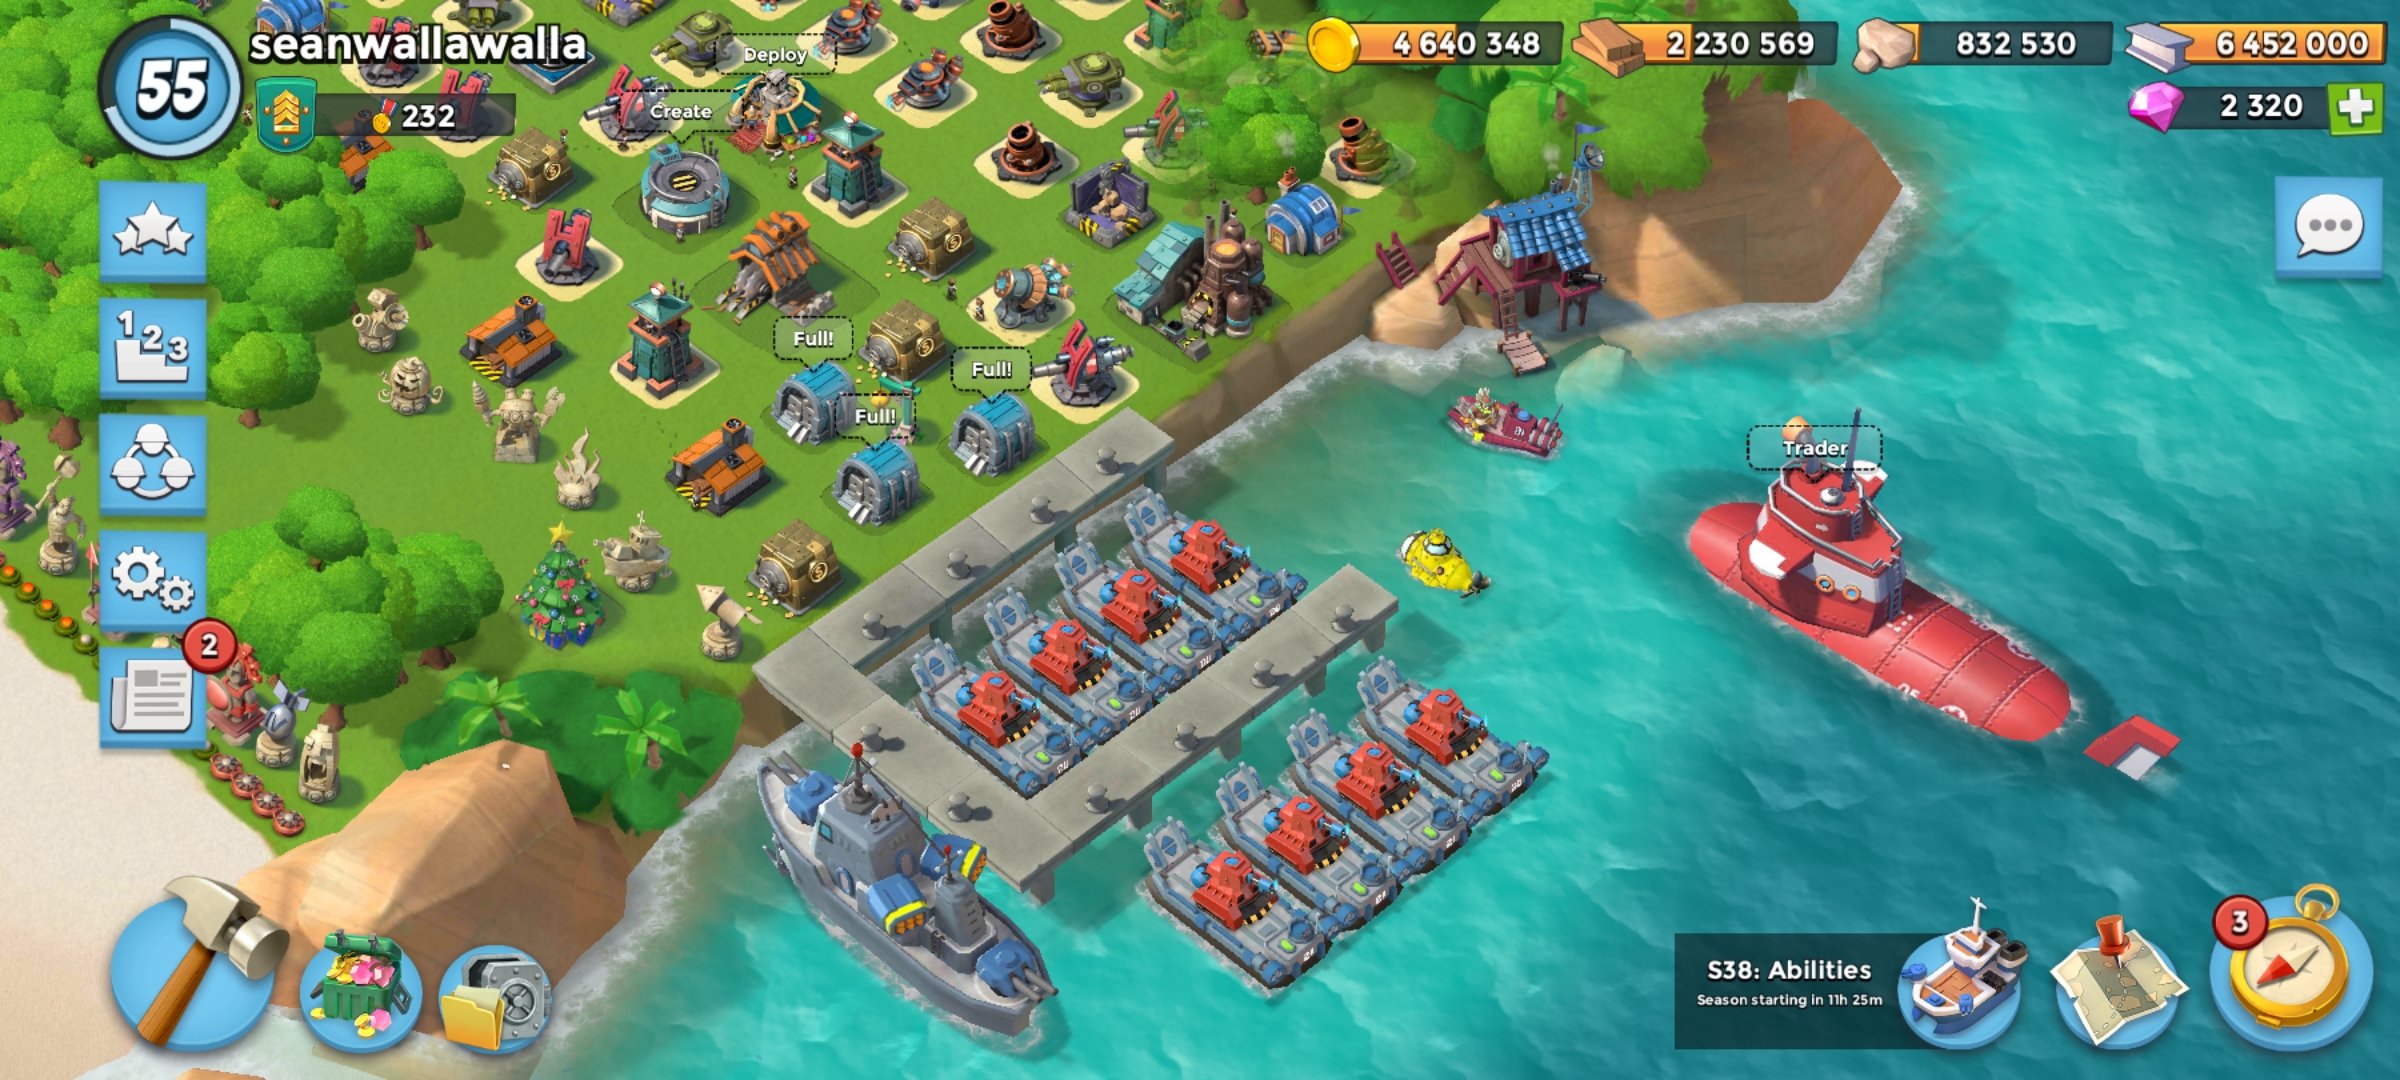 55
seanwallawalla
232
4 640 348
2 230 569
832 530
6 452 000
2 320
Deploy
Create
123
Full!
Full!
Full!
Trader
2
3
S38: Abilities
Season starting in 11h 25m